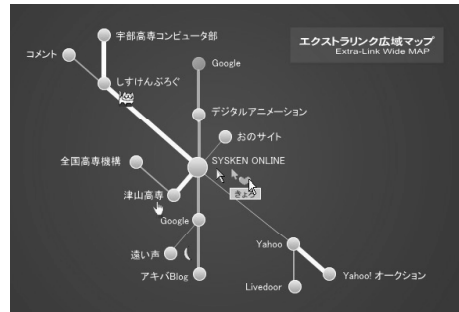 エクストラリンク広域マップ
Extra-Link Wide MAP
宇部高専コンピュータ部
コメント
Google
しすけんぶろぐ
デジタルアニメーション
おのサイト
全国高専機構
SYSKEN ONLINE
津山高専
Google
Yahoo
遠い声
アキバBlog
Livedoor
Yahoo! オークション